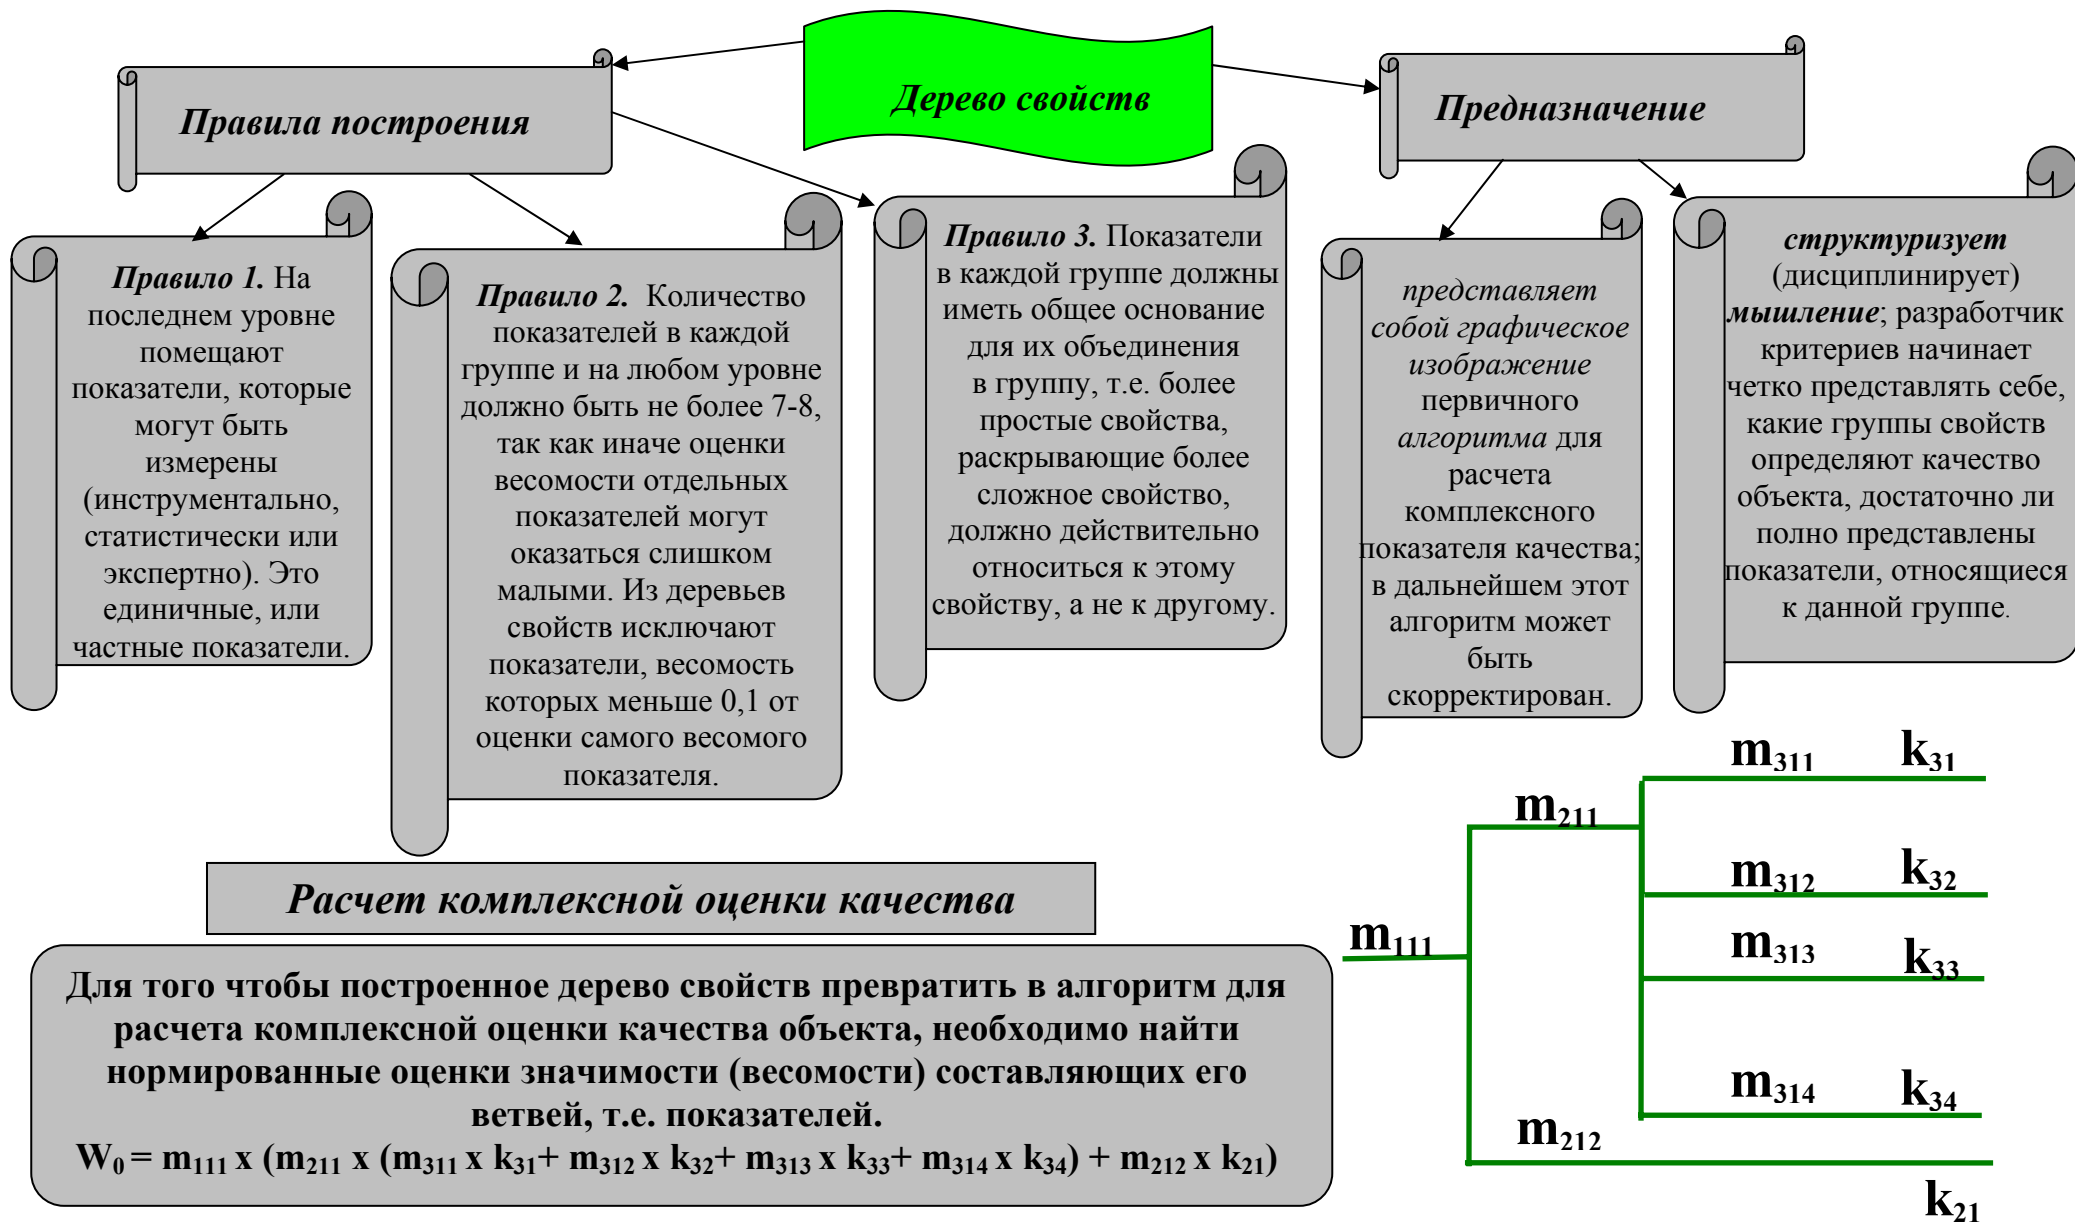 Дерево свойств
Правила построения
Предназначение
Правило 1. На
последнем уровне
помещают
показатели, которые
могут быть
измерены
(инструментально,
статистически или
экспертно). Это
единичные, или
частные показатели.
Правило 2. Количество
показателей в каждой
группе и на любом уровне
должно быть не более 7-8,
так как иначе оценки
весомости отдельных
показателей могут
оказаться слишком
малыми. Из деревьев
свойств исключают
показатели, весомость
которых меньше 0,1 от
оценки самого весомого
показателя.
Правило 3. Показатели
в каждой группе должны
иметь общее основание
для их объединения
в группу, т.е. более
простые свойства,
раскрывающие более
сложное свойство,
должно действительно
относиться к этому
свойству, а не к другому.
представляет
собой графическое
изображение
первичного
алгоритма для
расчета
комплексного
показателя качества;
в дальнейшем этот
алгоритм может
быть
скорректирован.
структуризует
(дисциплинирует)
мышление; разработчик
критериев начинает
четко представлять себе,
какие группы свойств
определяют качество
объекта, достаточно ли
полно представлены
показатели, относящиеся
к данной группе.
Расчет комплексной оценки качества
Для того чтобы построенное дерево свойств превратить в алгоритм для
расчета комплексной оценки качества объекта, необходимо найти
нормированные оценки значимости (весомости) составляющих его
ветвей, т.е. показателей.
W₀ = m₁₁₁ x (m₂₁₁ x (m₃₁₁ x k₃₁+ m₃₁₂ x k₃₂+ m₃₁₃ x k₃₃+ m₃₁₄ x k₃₄) + m₂₁₂ x k₂₁)
m₃₁₁ k₃₁
m₂₁₁
m₃₁₂ k₃₂
m₁₁₁
m₃₁₃ k₃₃
m₃₁₄ k₃₄
m₂₁₂
k₂₁